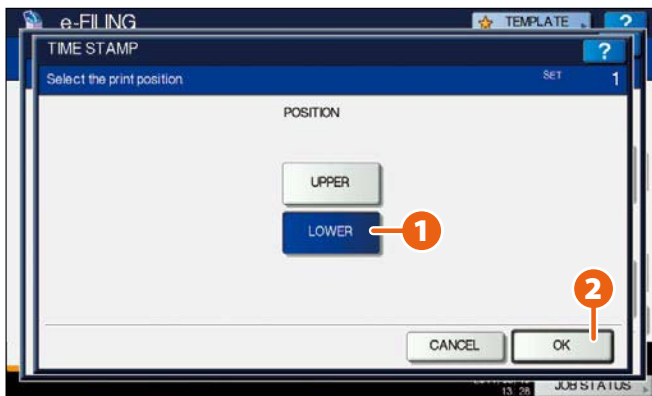 e-FILING
TEMPLATE
?
TIME STAMP
?
Select the print position
SET
1
POSITION
UPPER
LOWER
1
2
CANCEL
OK
13:28
JOB STATUS